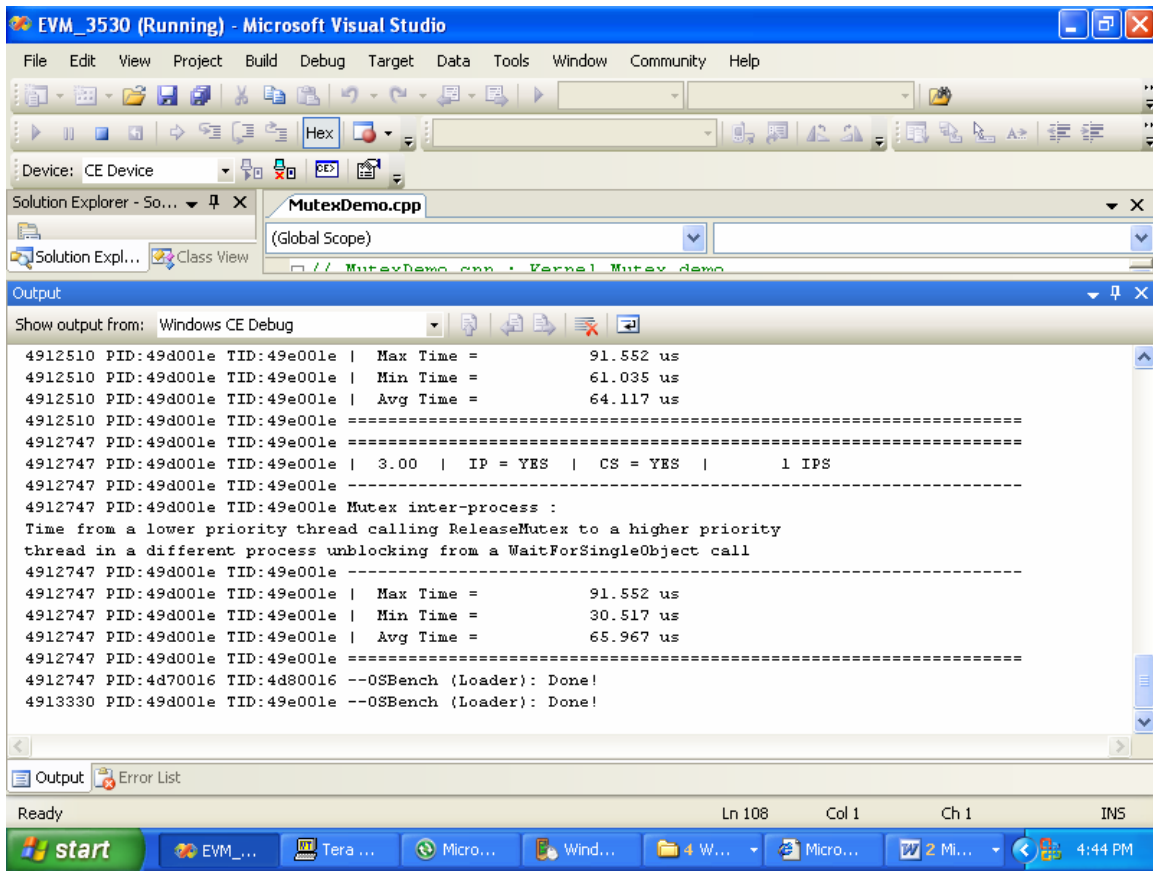 EVM_3530 (Running) - Microsoft Visual Studio
File Edit View Project Build Debug Target Data Tools Window Community Help
Hex
Device: CE Device
CE>
Solution Explorer - So...
MutexDemo.cpp
(Global Scope)
Solution Expl... Class View
// MutexDemo.cpp : Kernel Mutex demo
Output
Show output from: Windows CE Debug
4912510 PID:49d001e TID:49e001e | Max Time = 91.552 us
4912510 PID:49d001e TID:49e001e | Min Time = 61.035 us
4912510 PID:49d001e TID:49e001e | Avg Time = 64.117 us
4912510 PID:49d001e TID:49e001e ==================================================================
4912747 PID:49d001e TID:49e001e ==================================================================
4912747 PID:49d001e TID:49e001e | 3.00 | IP = YES | CS = YES | 1 IPS
4912747 PID:49d001e TID:49e001e ------------------------------------------------------------------
4912747 PID:49d001e TID:49e001e Mutex inter-process :
Time from a lower priority thread calling ReleaseMutex to a higher priority
thread in a different process unblocking from a WaitForSingleObject call
4912747 PID:49d001e TID:49e001e ------------------------------------------------------------------
4912747 PID:49d001e TID:49e001e | Max Time = 91.552 us
4912747 PID:49d001e TID:49e001e | Min Time = 30.517 us
4912747 PID:49d001e TID:49e001e | Avg Time = 65.967 us
4912747 PID:49d001e TID:49e001e ==================================================================
4912747 PID:4d70016 TID:4d80016 --OSBench (Loader): Done!
4913330 PID:49d001e TID:49e001e --OSBench (Loader): Done!
Output Error List
Ready Ln 108 Col 1 Ch 1 INS
start EVM_... Tera ... Micro... Wind... 4 W... Micro... 2 Mi... 4:44 PM